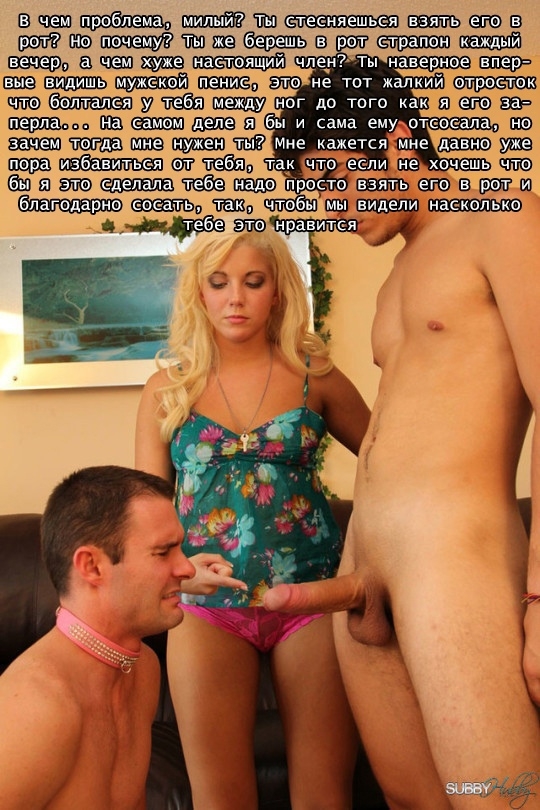 В чем проблема, милый? Ты стесняешься взять его в
рот? Но почему? Ты же берешь в рот страпон каждый
вечер, а чем хуже настоящий член? Ты наверное впер-
вые видишь мужской пенис, это не тот жалкий отросток
что болтался у тебя между ног до того как я его за-
перла... На самом деле я бы и сама ему отсосала, но
зачем тогда мне нужен ты? Мне кажется мне давно уже
пора избавиться от тебя, так что если не хочешь что
бы я это сделала тебе надо просто взять его в рот и
благодарно сосать, так, чтобы мы видели насколько
тебе это нравится
SUBBY Hubby